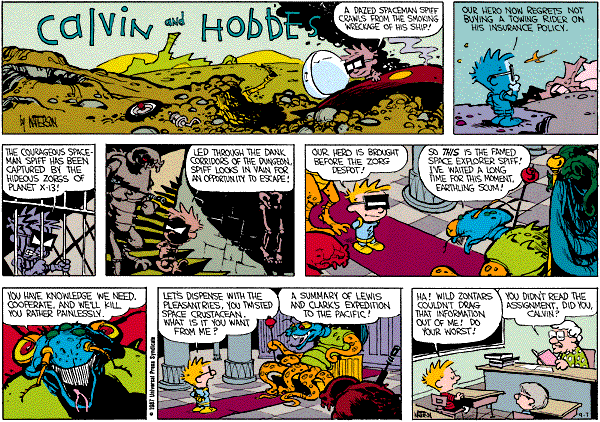 Calvin and HOBBES
by WATTERSON
A DAZED SPACEMAN SPIFF
CRAWLS FROM THE SMOKING
WRECKAGE OF HIS SHIP!
OUR HERO NOW REGRETS NOT
BUYING A TOWING RIDER ON
HIS INSURANCE POLICY.
THE COURAGEOUS SPACE-
MAN SPIFF HAS BEEN
CAPTURED BY THE
HIDEOUS ZORGS OF
PLANET X-13!
LED THROUGH THE DANK
CORRIDORS OF THE DUNGEON,
SPIFF LOOKS IN VAIN FOR
AN OPPORTUNITY TO ESCAPE!
OUR HERO IS BROUGHT
BEFORE THE ZORG
DESPOT!
SO THIS IS THE FAMED
SPACE EXPLORER SPIFF!
I'VE WAITED A LONG
TIME FOR THIS MOMENT,
EARTHLING SCUM!
YOU HAVE KNOWLEDGE WE NEED.
COOPERATE, AND WE'LL KILL
YOU RATHER PAINLESSLY.
LET'S DISPENSE WITH THE
PLEASANTRIES, YOU TWISTED
SPACE CRUSTACEAN.
WHAT IS IT YOU WANT
FROM ME?
A SUMMARY OF LEWIS
AND CLARK'S EXPEDITION
TO THE PACIFIC!
© 1987 Universal Press Syndicate
HA! WILD ZONTARS
COULDN'T DRAG
THAT INFORMATION
OUT OF ME! DO
YOUR WORST!
YOU DIDN'T READ THE
ASSIGNMENT, DID YOU,
CALVIN?
WATTERSON